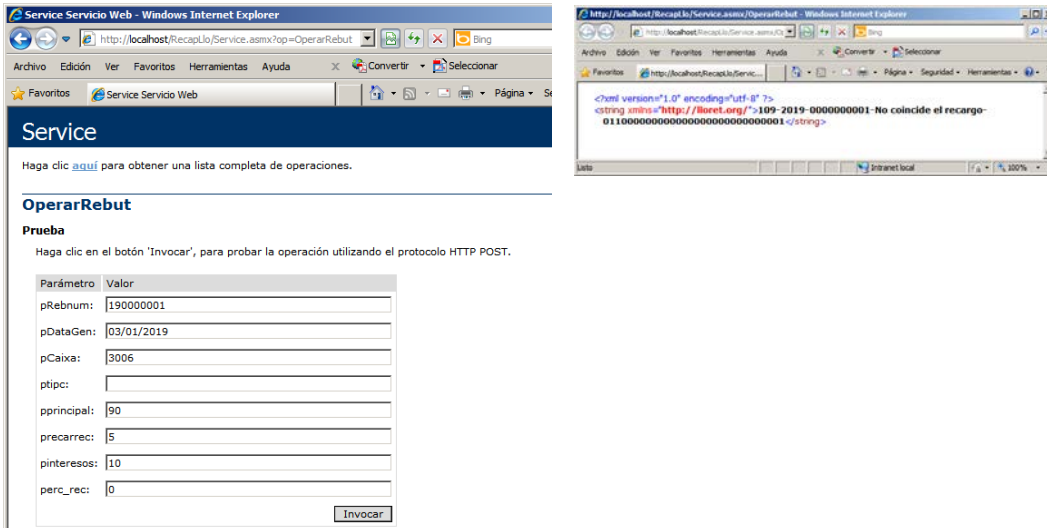 Service Servicio Web - Windows Internet Explorer
http://localhost/RecapLlo/Service.asmx?op=OperarRebut
Bing
Archivo Edición Ver Favoritos Herramientas Ayuda x Convertir Seleccionar
Favoritos Service Servicio Web Página
Service
Haga clic aquí para obtener una lista completa de operaciones.
OperarRebut
Prueba
Haga clic en el botón 'Invocar', para probar la operación utilizando el protocolo HTTP POST.
Parámetro Valor
pRebnum: 190000001
pDataGen: 03/01/2019
pCaixa: 3006
ptipc:
pprincipal: 90
precarrec: 5
pinteresos: 10
perc_rec: 0
Invocar
http://localhost/RecapLlo/Service.asmx/OperarRebut - Windows Internet Explorer
Bing
Archivo Edición Ver Favoritos Herramientas Ayuda x Convertir Seleccionar
Favoritos http://localhost/RecapLlo/Servic... Página Seguridad Herramientas
<?xml version="1.0" encoding="utf-8" ?>
<string xmlns="http://lloret.org/">109-2019-0000000001-No coincide el recargo-
Listo Intranet local 100%